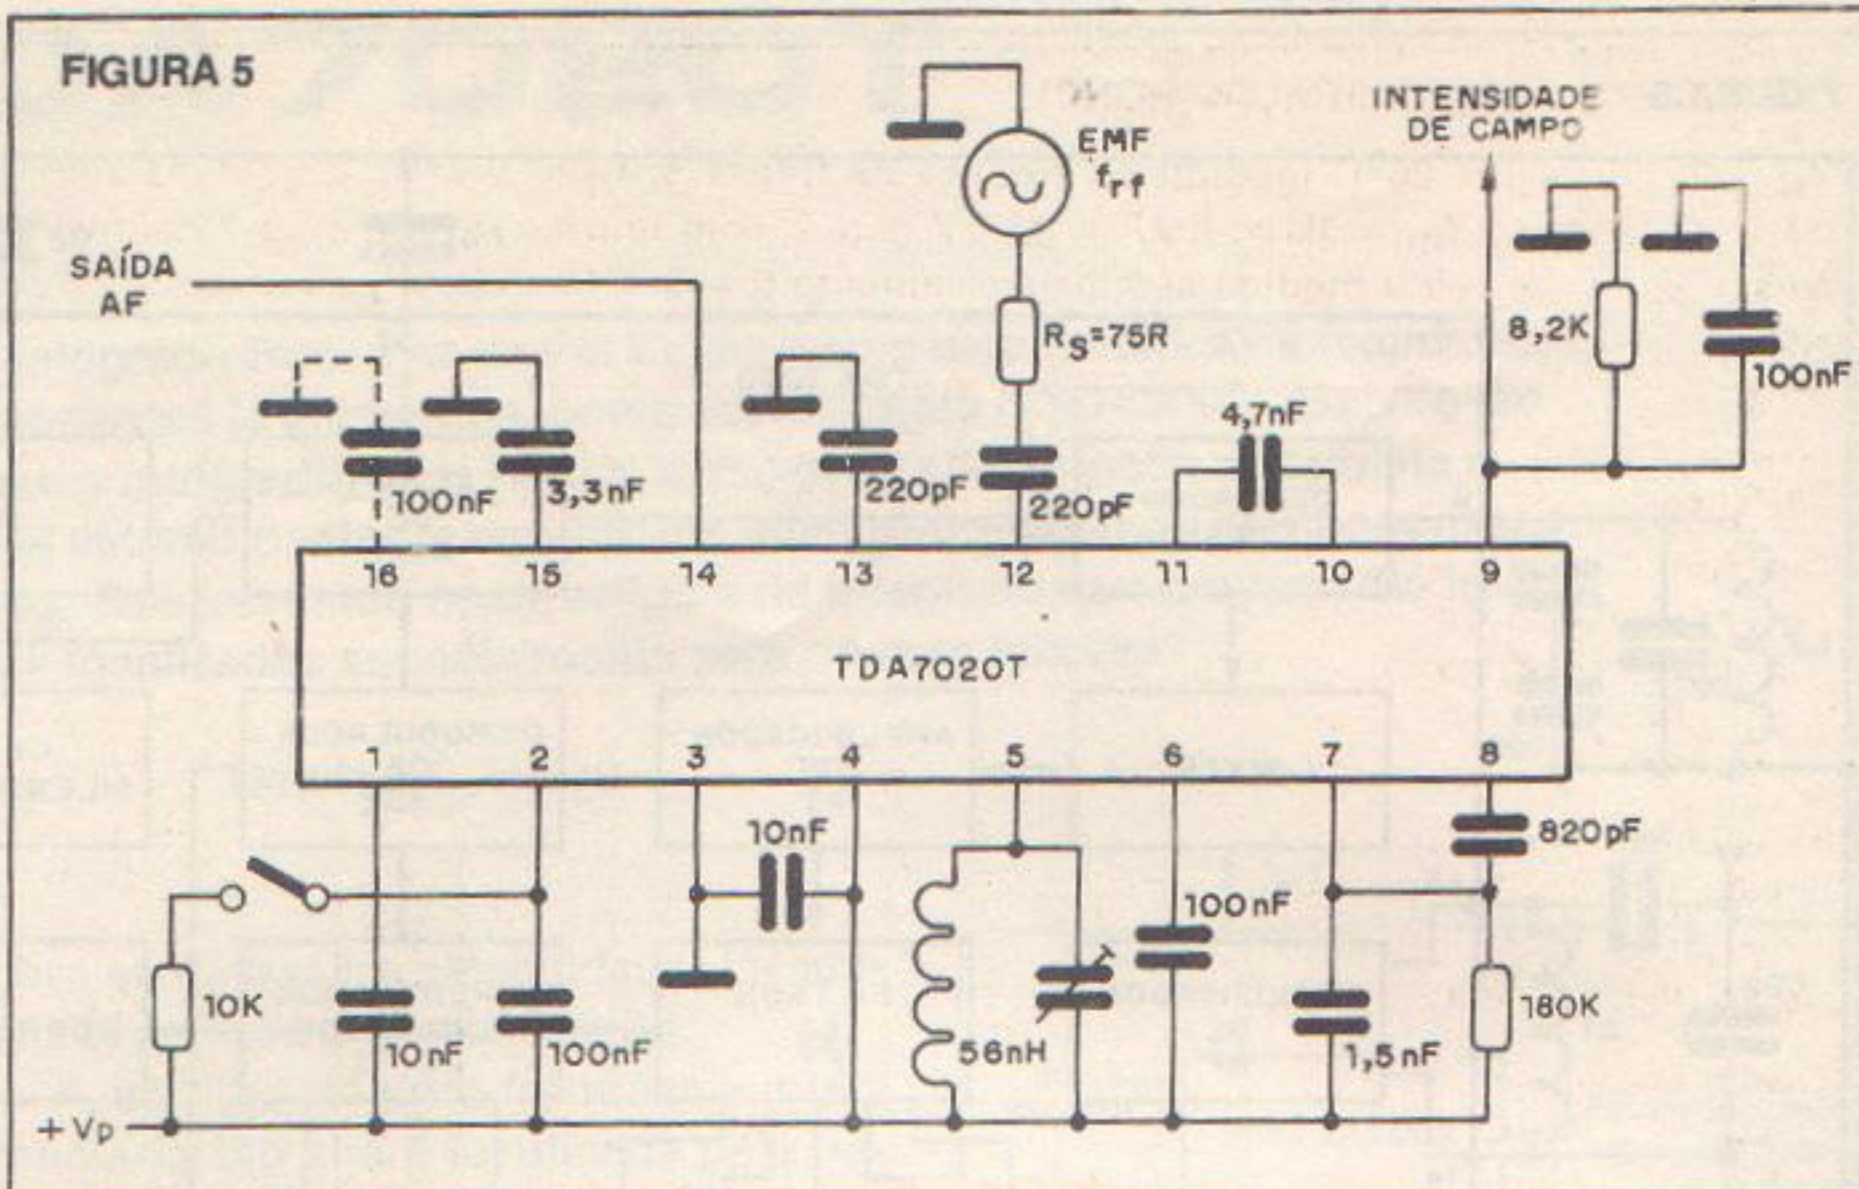 FIGURA 5
EMF
frf
INTENSIDADE
DE CAMPO
SAÍDA
AF
RS=75R
8,2K
100nF
4,7nF
100nF
3,3nF
220pF
220pF
16
15
14
13
12
11
10
9
TDA7020T
1
2
3
4
5
6
7
8
10nF
820pF
100nF
10K
10nF
100nF
56nH
1,5nF
180K
+Vp